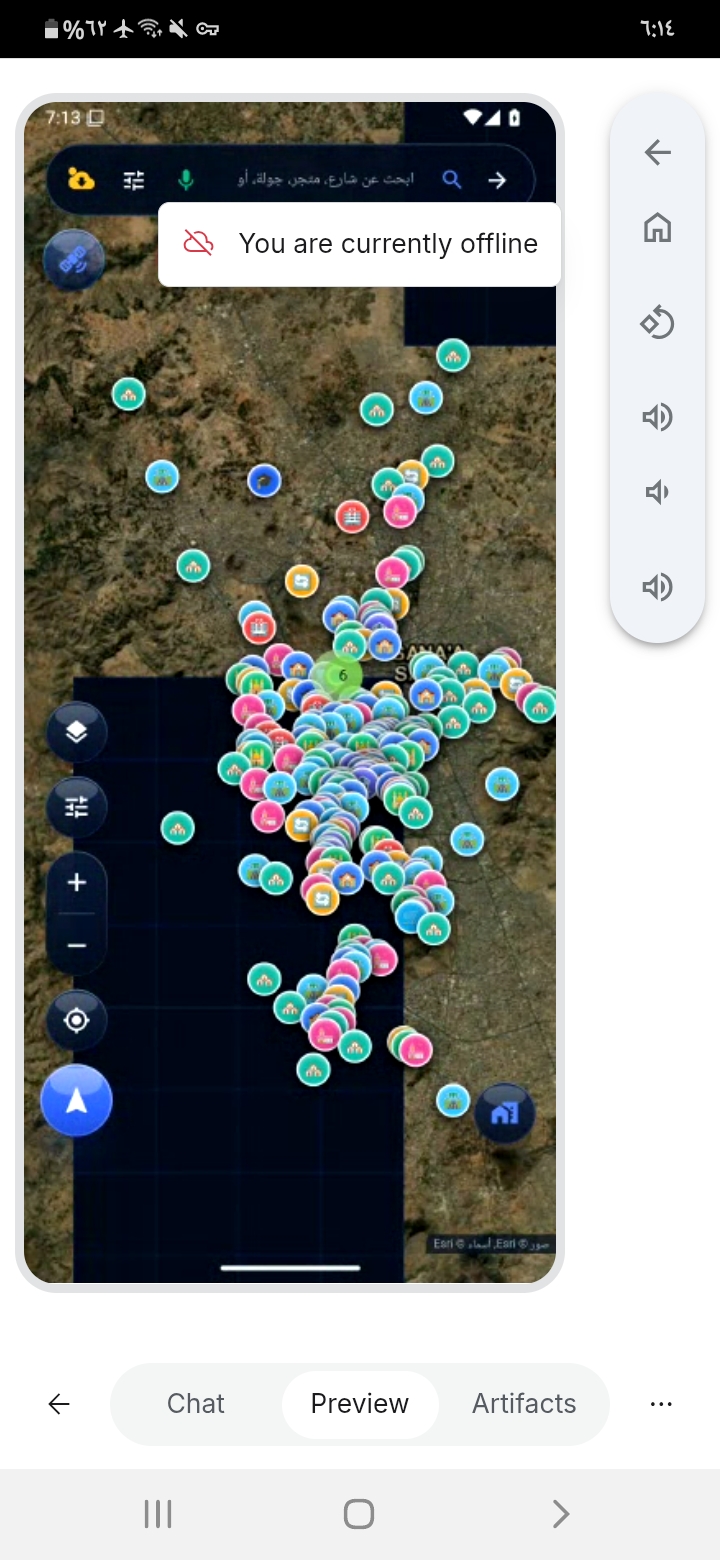 %٦٢
٦:١٤
7:13
ابحث عن شارع، متجر، جولة، أو
You are currently offline
SANA'A
6
صور © Esri, أسماء © Esri
Chat
Preview
Artifacts